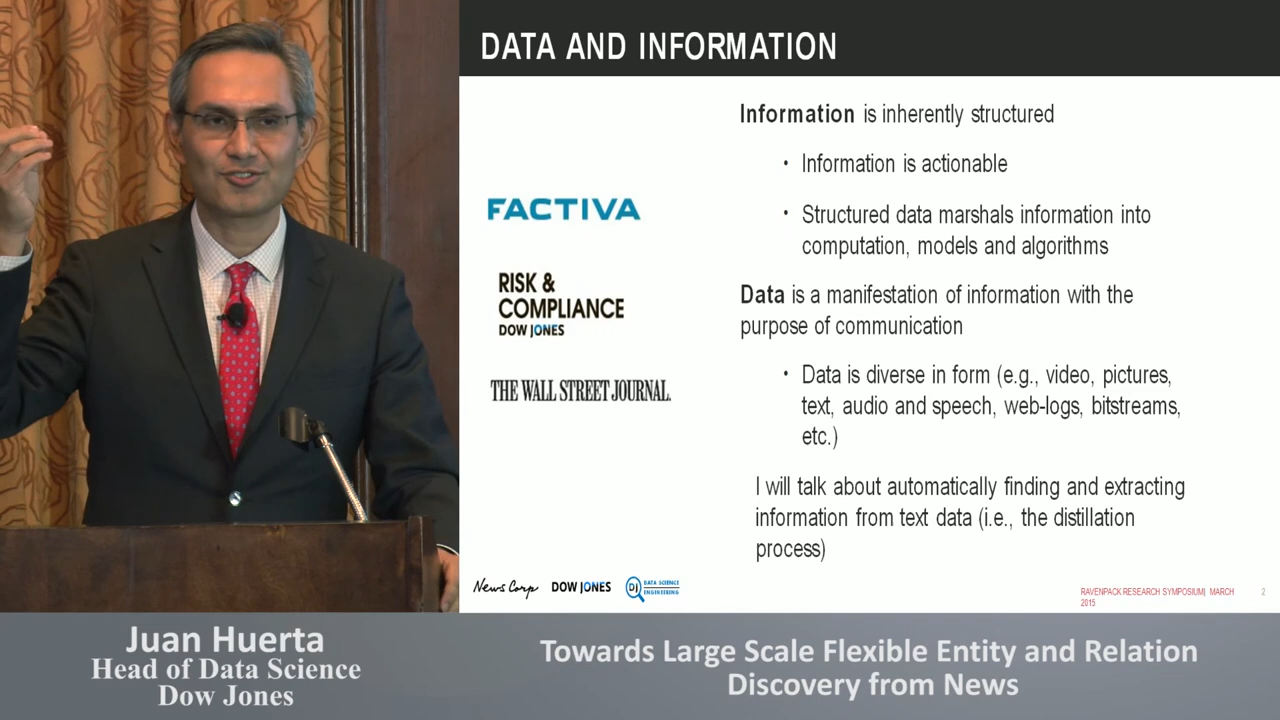 DATA AND INFORMATION
Information is inherently structured
• Information is actionable
• Structured data marshals information into
computation, models and algorithms
Data is a manifestation of information with the
purpose of communication
• Data is diverse in form (e.g., video, pictures,
text, audio and speech, web-logs, bitstreams,
etc.)
I will talk about automatically finding and extracting
information from text data (i.e., the distillation
process)
FACTIVA
RISK &
COMPLIANCE
DOW JONES
THE WALL STREET JOURNAL.
News Corp
DOW JONES
DJ
DATA SCIENCE
ENGINEERING
RAVENPACK RESEARCH SYMPOSIUM| MARCH
2015
2
Juan Huerta
Head of Data Science
Dow Jones
Towards Large Scale Flexible Entity and Relation
Discovery from News